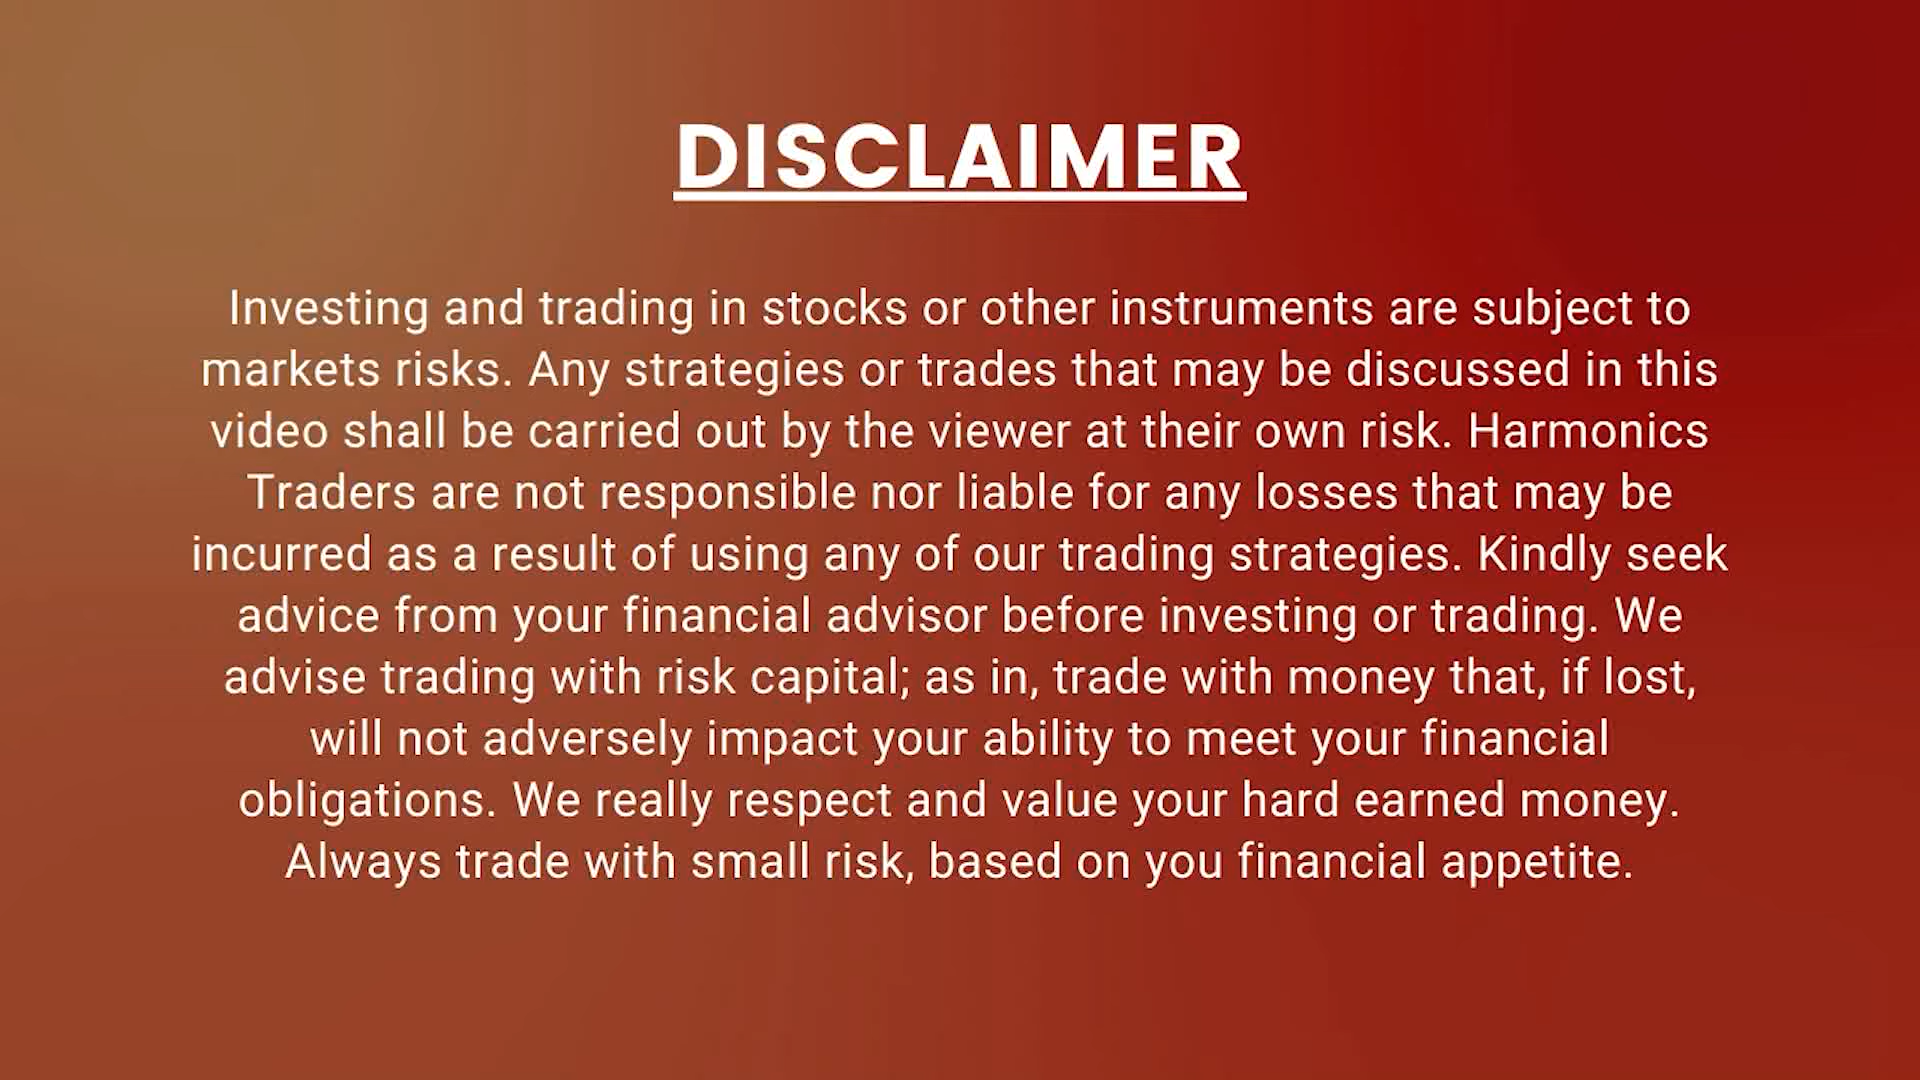 DISCLAIMER
Investing and trading in stocks or other instruments are subject to
markets risks. Any strategies or trades that may be discussed in this
video shall be carried out by the viewer at their own risk. Harmonics
Traders are not responsible nor liable for any losses that may be
incurred as a result of using any of our trading strategies. Kindly seek
advice from your financial advisor before investing or trading. We
advise trading with risk capital; as in, trade with money that, if lost,
will not adversely impact your ability to meet your financial
obligations. We really respect and value your hard earned money.
Always trade with small risk, based on you financial appetite.